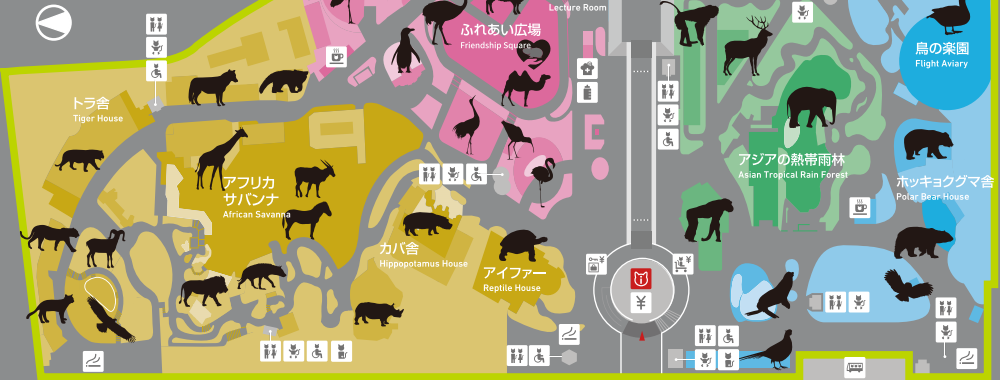 Lecture Room
ふれあい広場
Friendship Square
鳥の楽園
Flight Aviary
トラ舎
Tiger House
アフリカ
サバンナ
African Savanna
アジアの熱帯雨林
Asian Tropical Rain Forest
ホッキョクグマ舎
Polar Bear House
カバ舎
Hippopotamus House
アイファー
Reptile House
¥
¥
¥